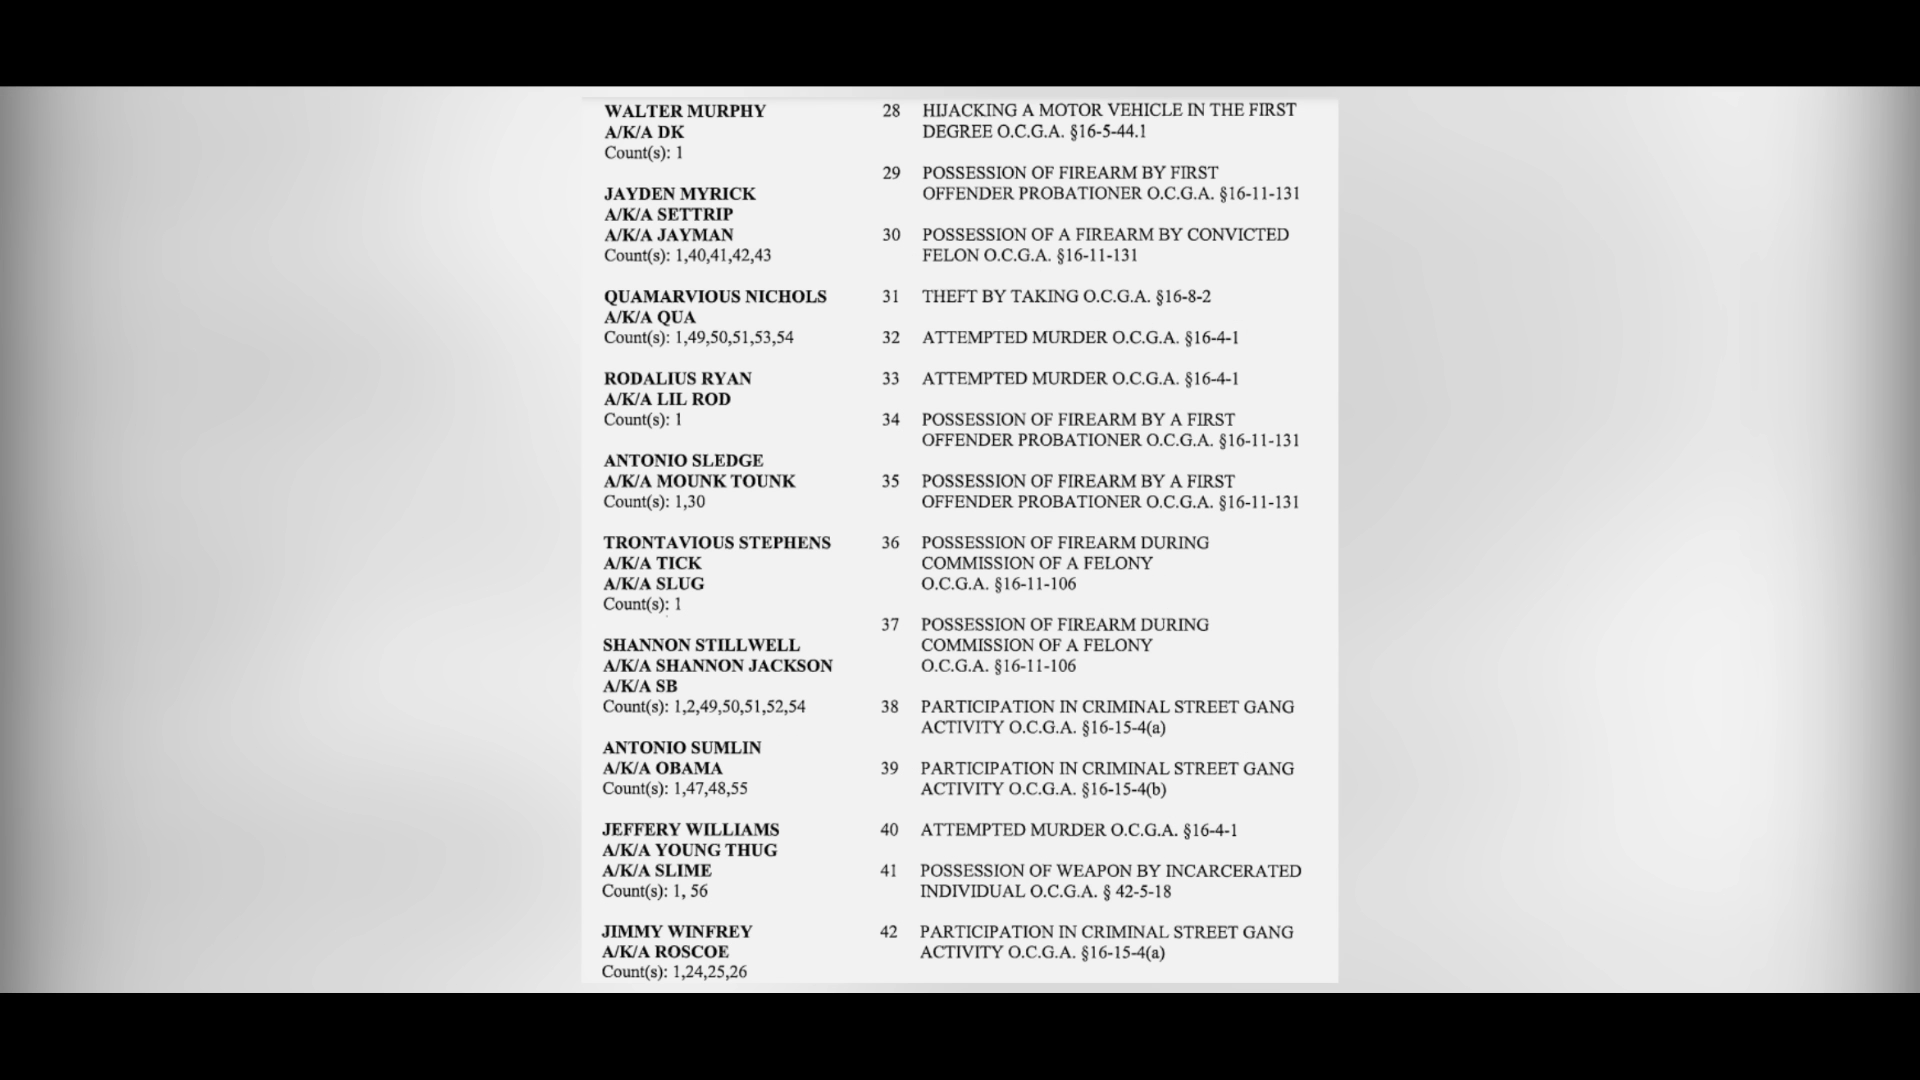 WALTER MURPHY
A/K/A DK
Count(s): 1
JAYDEN MYRICK
A/K/A SETTRIP
A/K/A JAYMAN
Count(s): 1,40,41,42,43
QUAMARVIOUS NICHOLS
A/K/A QUA
Count(s): 1,49,50,51,53,54
RODALIUS RYAN
A/K/A LIL ROD
Count(s): 1
ANTONIO SLEDGE
A/K/A MOUNK TOUNK
Count(s): 1,30
TRONTAVIOUS STEPHENS
A/K/A TICK
A/K/A SLUG
Count(s): 1
SHANNON STILLWELL
A/K/A SHANNON JACKSON
A/K/A SB
Count(s): 1,2,49,50,51,52,54
ANTONIO SUMLIN
A/K/A OBAMA
Count(s): 1,47,48,55
JEFFERY WILLIAMS
A/K/A YOUNG THUG
A/K/A SLIME
Count(s): 1, 56
JIMMY WINFREY
A/K/A ROSCOE
Count(s): 1,24,25,26
28 HIJACKING A MOTOR VEHICLE IN THE FIRST
DEGREE O.C.G.A. §16-5-44.1
29 POSSESSION OF FIREARM BY FIRST
OFFENDER PROBATIONER O.C.G.A. §16-11-131
30 POSSESSION OF A FIREARM BY CONVICTED
FELON O.C.G.A. §16-11-131
31 THEFT BY TAKING O.C.G.A. §16-8-2
32 ATTEMPTED MURDER O.C.G.A. §16-4-1
33 ATTEMPTED MURDER O.C.G.A. §16-4-1
34 POSSESSION OF FIREARM BY A FIRST
OFFENDER PROBATIONER O.C.G.A. §16-11-131
35 POSSESSION OF FIREARM BY A FIRST
OFFENDER PROBATIONER O.C.G.A. §16-11-131
36 POSSESSION OF FIREARM DURING
COMMISSION OF A FELONY
O.C.G.A. §16-11-106
37 POSSESSION OF FIREARM DURING
COMMISSION OF A FELONY
O.C.G.A. §16-11-106
38 PARTICIPATION IN CRIMINAL STREET GANG
ACTIVITY O.C.G.A. §16-15-4(a)
39 PARTICIPATION IN CRIMINAL STREET GANG
ACTIVITY O.C.G.A. §16-15-4(b)
40 ATTEMPTED MURDER O.C.G.A. §16-4-1
41 POSSESSION OF WEAPON BY INCARCERATED
INDIVIDUAL O.C.G.A. § 42-5-18
42 PARTICIPATION IN CRIMINAL STREET GANG
ACTIVITY O.C.G.A. §16-15-4(a)